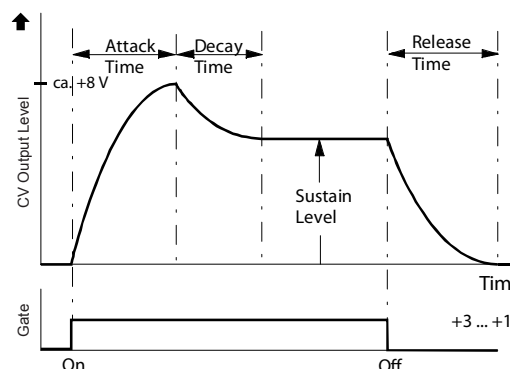 Attack
Time
Decay
Time
Release
Time
ca. +8 V
CV Output Level
Sustain
Level
Tim
Gate
+3 ... +1
On
Off